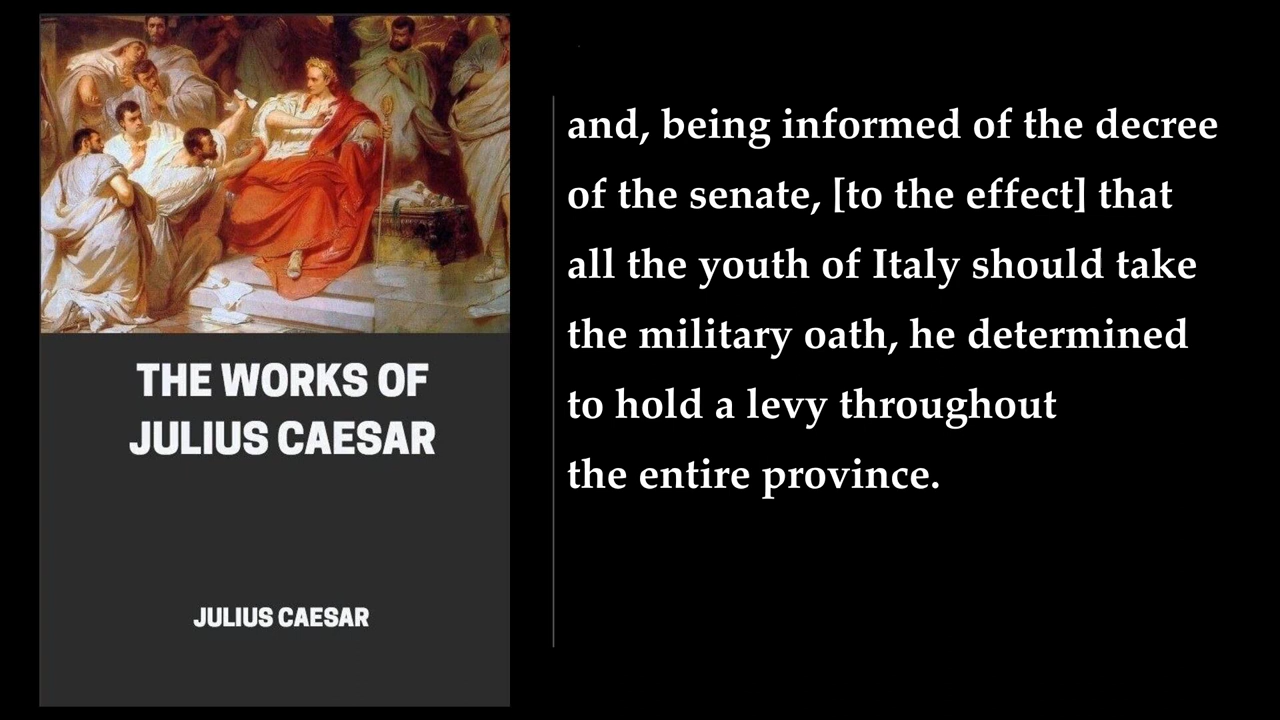 THE WORKS OF
JULIUS CAESAR
JULIUS CAESAR
and, being informed of the decree
of the senate, [to the effect] that
all the youth of Italy should take
the military oath, he determined
to hold a levy throughout
the entire province.